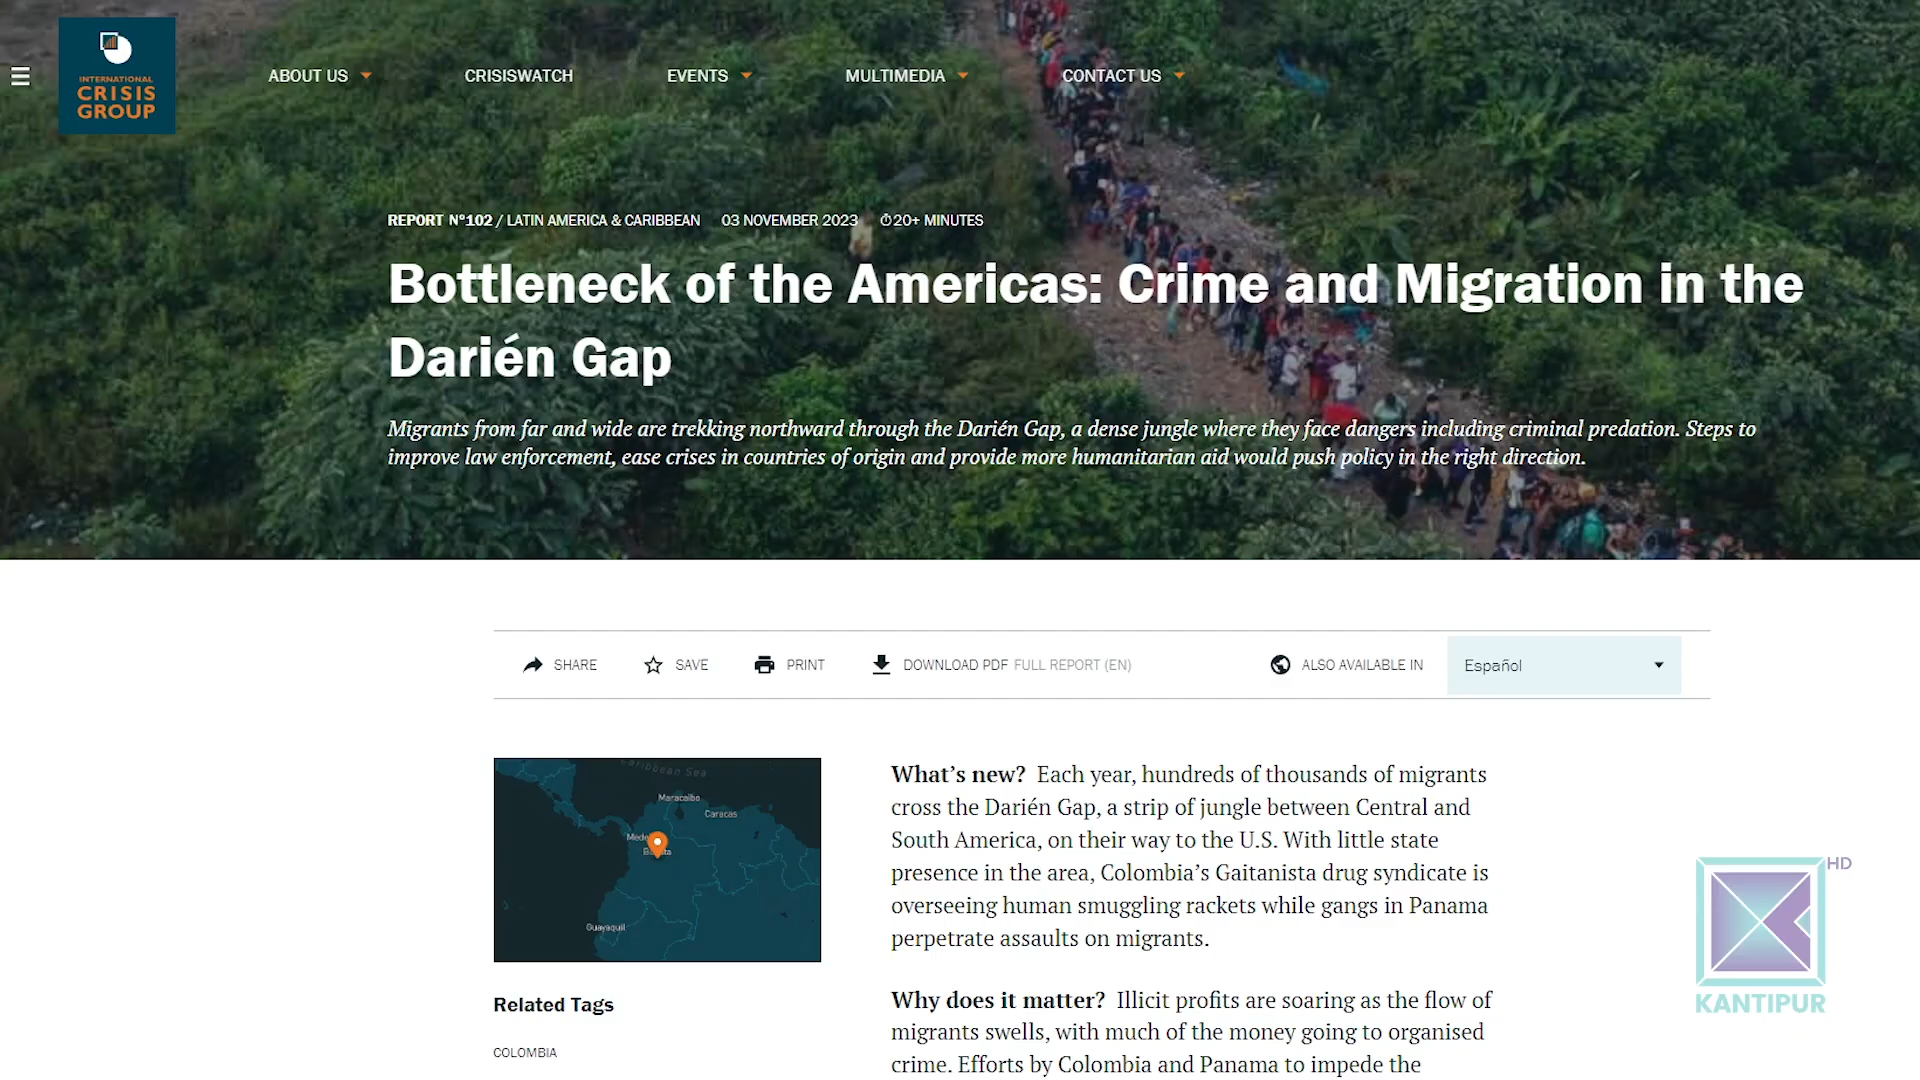 INTERNATIONAL
CRISIS
GROUP
ABOUT US
CRISISWATCH
EVENTS
MULTIMEDIA
CONTACT US
REPORT N°102 / LATIN AMERICA & CARIBBEAN 03 NOVEMBER 2023 20+ MINUTES
Bottleneck of the Americas: Crime and Migration in the
Darién Gap
Migrants from far and wide are trekking northward through the Darién Gap, a dense jungle where they face dangers including criminal predation. Steps to
improve law enforcement, ease crises in countries of origin and provide more humanitarian aid would push policy in the right direction.
SHARE
SAVE
PRINT
DOWNLOAD PDF FULL REPORT (EN)
ALSO AVAILABLE IN
Español
Caribbean Sea
Maracaibo
Caracas
Guayaquil
Related Tags
COLOMBIA
What's new? Each year, hundreds of thousands of migrants
cross the Darién Gap, a strip of jungle between Central and
South America, on their way to the U.S. With little state
presence in the area, Colombia's Gaitanista drug syndicate is
overseeing human smuggling rackets while gangs in Panama
perpetrate assaults on migrants.
Why does it matter? Illicit profits are soaring as the flow of
migrants swells, with much of the money going to organised
crime. Efforts by Colombia and Panama to impede the
HD
KANTIPUR